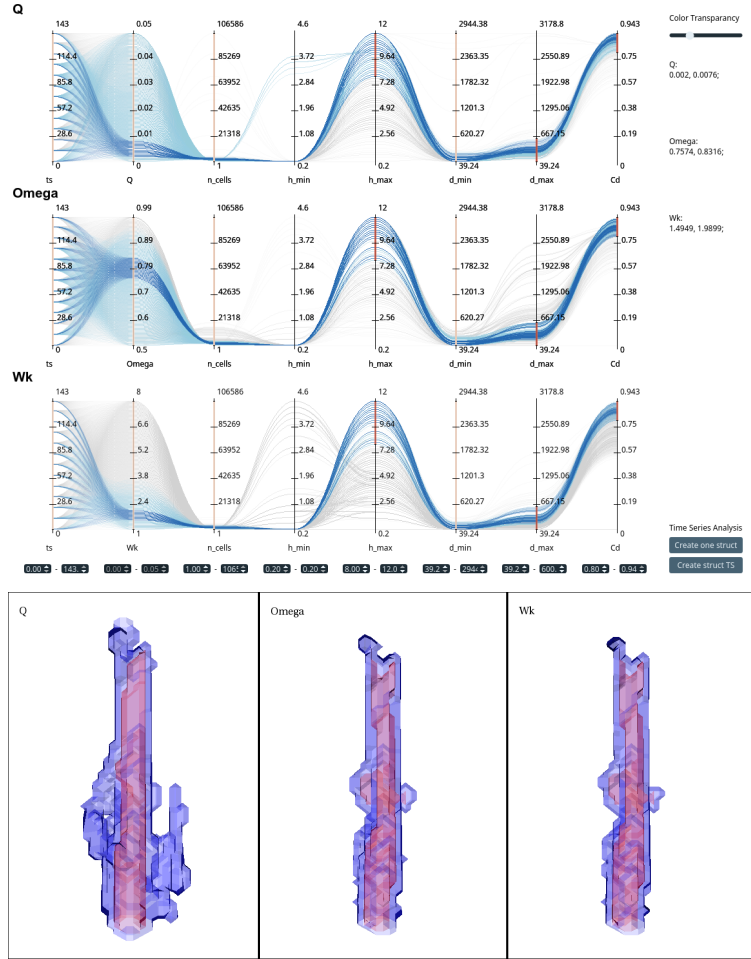 Q
143 0.05 106586 4.6 12 2944.38 3178.8 0.943
114.4 0.04 85269 3.72 9.64 2363.35 2550.89 0.75
85.8 0.03 63952 2.84 7.28 1782.32 1922.98 0.57
57.2 0.02 42635 1.96 4.92 1201.3 1295.06 0.38
28.6 0.01 21318 1.08 2.56 620.27 667.15 0.19
0 0 1 0.2 0.2 39.24 39.24 0
ts Q n_cells h_min h_max d_min d_max Cd
Color Transparancy
Q:
0.002, 0.0076;
Omega:
0.7574, 0.8316;
Wk:
1.4949, 1.9899;
Omega
143 0.99 106586 4.6 12 2944.38 3178.8 0.943
114.4 0.89 85269 3.72 9.64 2363.35 2550.89 0.75
85.8 0.79 63952 2.84 7.28 1782.32 1922.98 0.57
57.2 0.7 42635 1.96 4.92 1201.3 1295.06 0.38
28.6 0.6 21318 1.08 2.56 620.27 667.15 0.19
0 0.5 1 0.2 0.2 39.24 39.24 0
ts Omega n_cells h_min h_max d_min d_max Cd
Wk
143 8 106586 4.6 12 2944.38 3178.8 0.943
114.4 6.6 85269 3.72 9.64 2363.35 2550.89 0.75
85.8 5.2 63952 2.84 7.28 1782.32 1922.98 0.57
57.2 3.8 42635 1.96 4.92 1201.3 1295.06 0.38
28.6 2.4 21318 1.08 2.56 620.27 667.15 0.19
0 1 1 0.2 0.2 39.24 39.24 0
ts Wk n_cells h_min h_max d_min d_max Cd
0.00 - 143. 0.00 - 0.05 1.00 - 106! 0.20 - 0.20 8.00 - 12.0 39.2 - 294 39.2 - 600. 0.80 - 0.94
Time Series Analysis
Create one struct
Create struct TS
Q Omega Wk